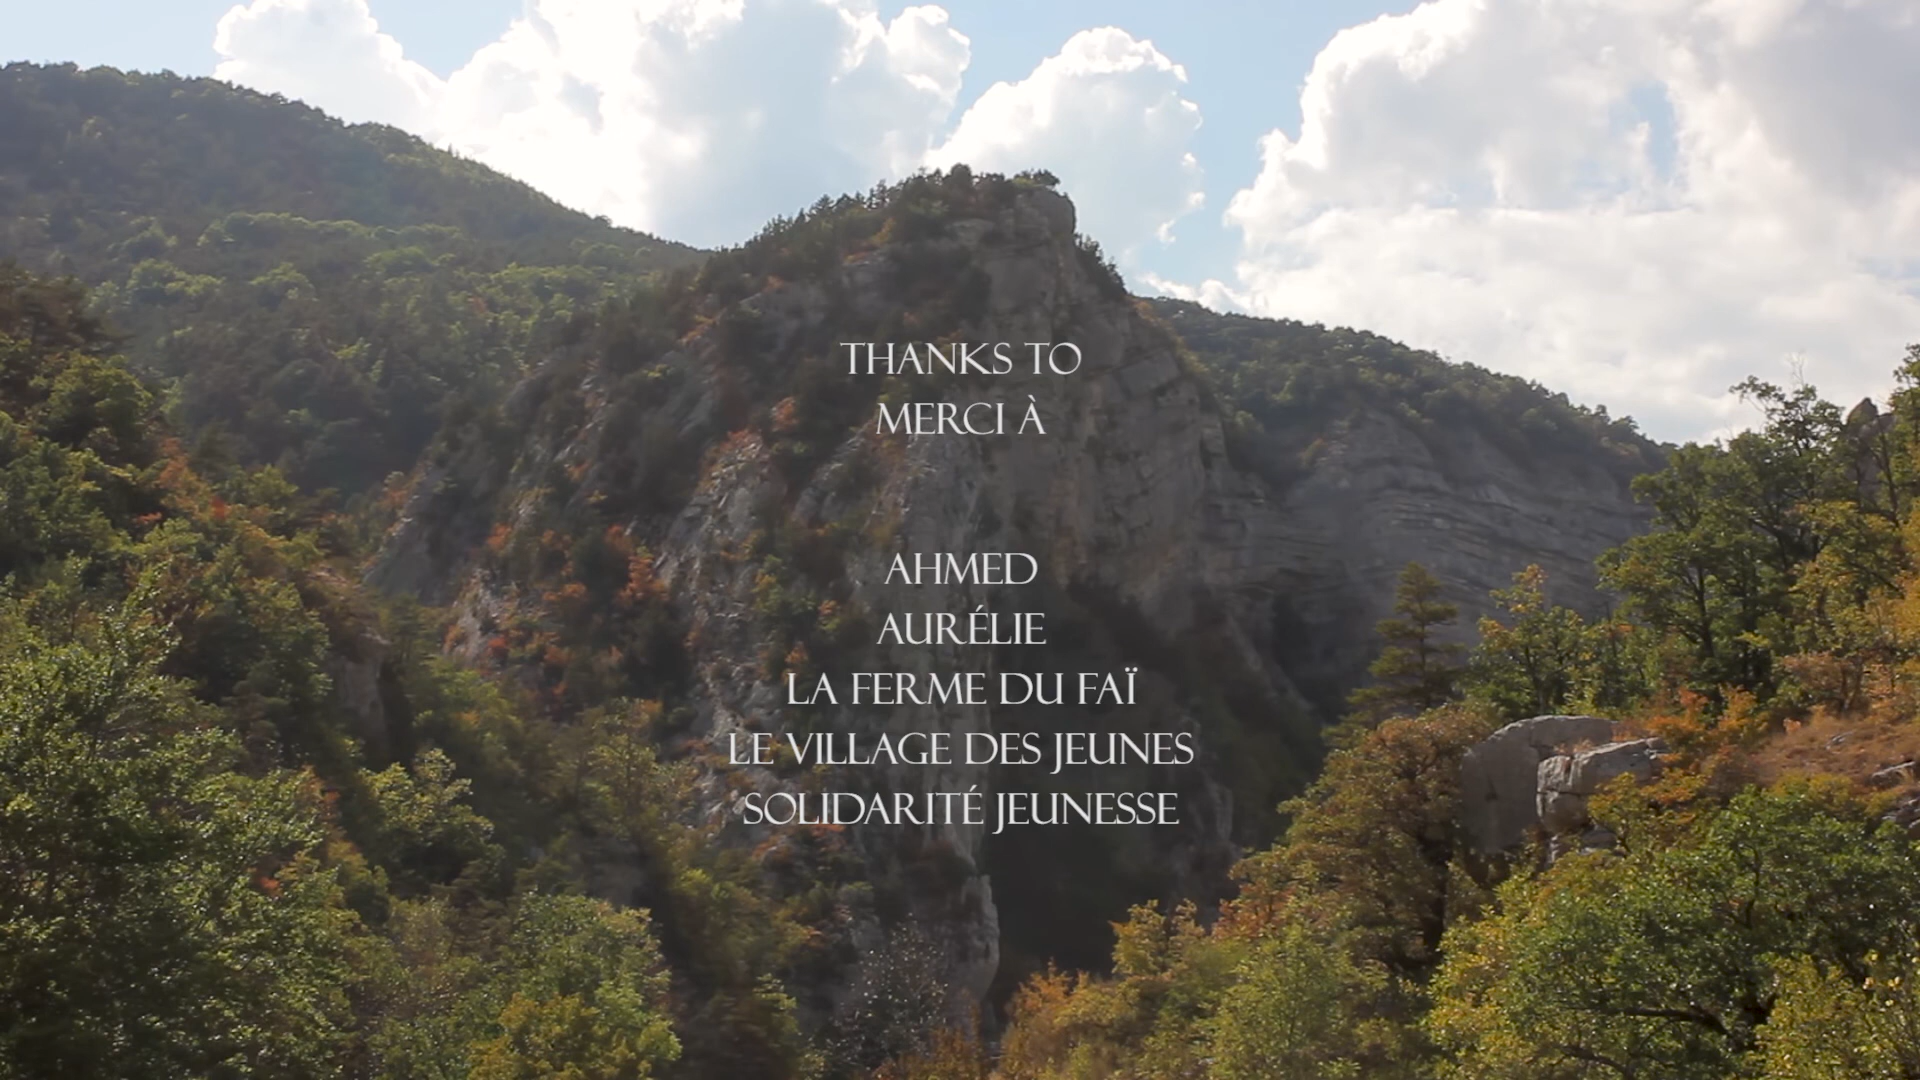 THANKS TO
MERCI À
AHMED
AURÉLIE
LA FERME DU FAÏ
LE VILLAGE DES JEUNES
SOLIDARITÉ JEUNESSE